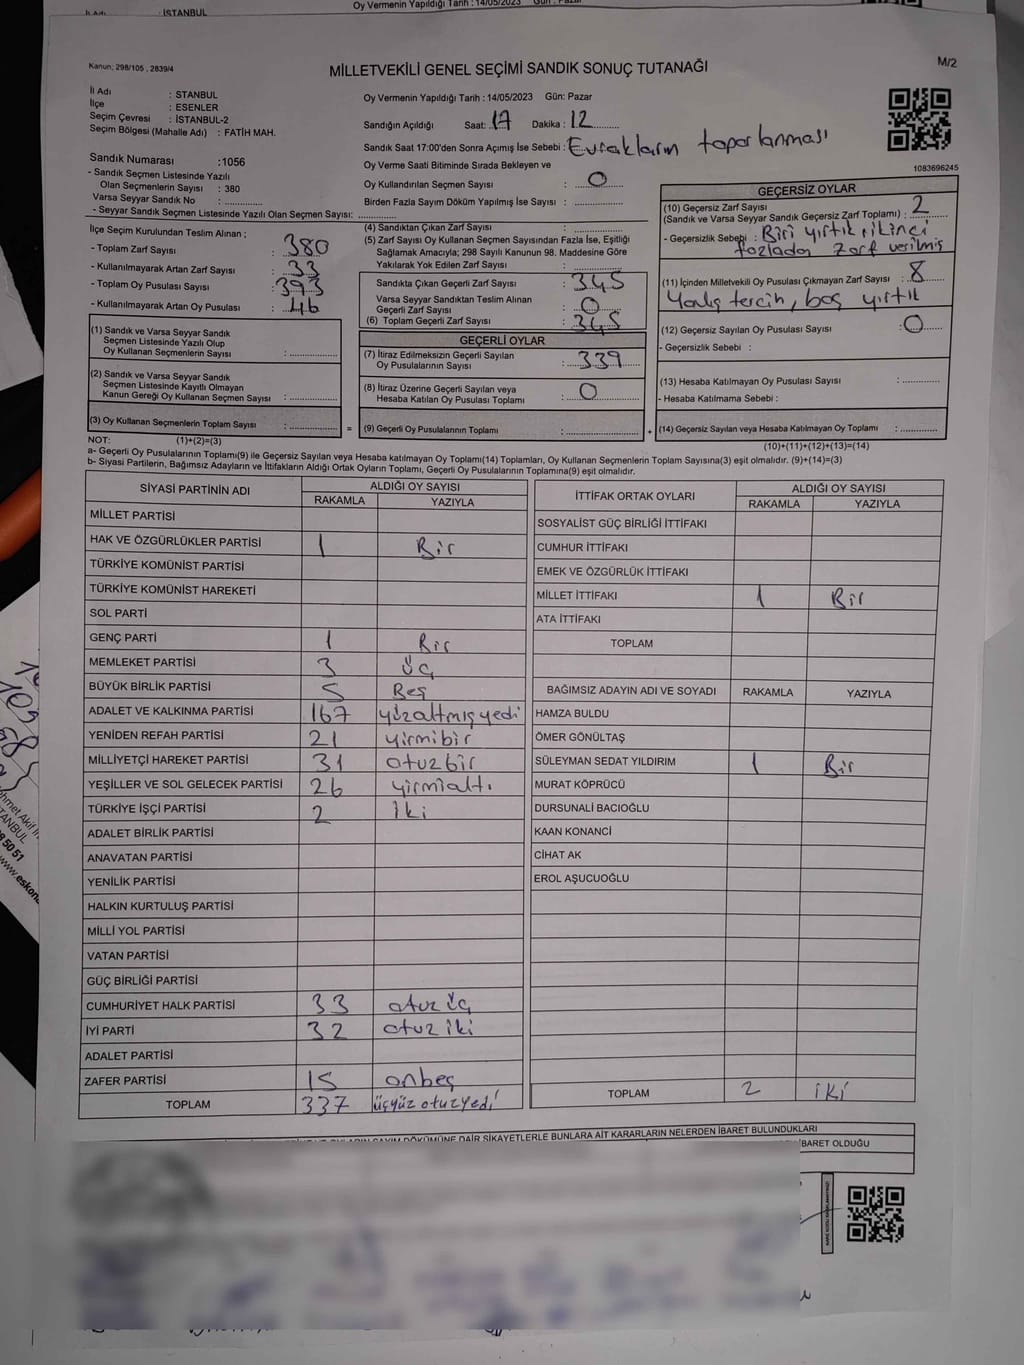 İl Adı : İSTANBUL
Oy Vermenin Yapıldığı Tarih : 14/05/2023 Gün : Pazar
Kanun, 298/105 , 2839/4
MİLLETVEKİLİ GENEL SEÇİMİ SANDIK SONUÇ TUTANAĞI
M/2
İl Adı : İSTANBUL
İlçe : ESENLER
Seçim Çevresi : İSTANBUL-2
Seçim Bölgesi (Mahalle Adı) : FATİH MAH.
Sandık Numarası :1056
- Sandık Seçmen Listesinde Yazılı
Olan Seçmenlerin Sayısı : 380
Varsa Seyyar Sandık No :
- Seyyar Sandık Seçmen Listesinde Yazılı Olan Seçmen Sayısı:
Oy Vermenin Yapıldığı Tarih : 14/05/2023 Gün: Pazar
Sandığın Açıldığı Saat: 17 Dakika : 12
Sandık Saat 17:00'den Sonra Açımış İse Sebebi : Evrakların toparlanması
Oy Verme Saati Bitiminde Sırada Bekleyen ve
Oy Kullandırılan Seçmen Sayısı : 0
Birden Fazla Sayım Döküm Yapılmış İse Sayısı :
1083696245
İlçe Seçim Kurulundan Teslim Alınan ;
- Toplam Zarf Sayısı : 380
- Kullanılmayarak Artan Zarf Sayısı : 33
- Toplam Oy Pusulası Sayısı : 393
- Kullanılmayarak Artan Oy Pusulası : 46
(4) Sandıktan Çıkan Zarf Sayısı :
(5) Zarf Sayısı Oy Kullanan Seçmen Sayısından Fazla İse, Eşitliği
Sağlamak Amacıyla; 298 Sayılı Kanunun 98. Maddesine Göre
Yakılarak Yok Edilen Zarf Sayısı :
Sandıkta Çıkan Geçerli Zarf Sayısı : 345
Varsa Seyyar Sandıktan Teslim Alınan
Geçerli Zarf Sayısı : 0
(6) Toplam Geçerli Zarf Sayısı : 345
GEÇERSİZ OYLAR
(10) Geçersiz Zarf Sayısı
(Sandık ve Varsa Seyyar Sandık Geçersiz Zarf Toplamı) : 2
- Geçersizlik Sebebi : Biri yırtık, ikinci
fazladan zarf verilmiş
(11) İçinden Milletvekili Oy Pusulası Çıkmayan Zarf Sayısı : 8
Yanlış tercih, boş yırtık
(12) Geçersiz Sayılan Oy Pusulası Sayısı : 0
- Geçersizlik Sebebi :
(13) Hesaba Katılmayan Oy Pusulası Sayısı :
- Hesaba Katılmama Sebebi :
(1) Sandık ve Varsa Seyyar Sandık
Seçmen Listesinde Yazılı Olup
Oy Kullanan Seçmenlerin Sayısı :
(2) Sandık ve Varsa Seyyar Sandık
Seçmen Listesinde Kayıtlı Olmayan
Kanun Gereği Oy Kullanan Seçmen Sayısı :
GEÇERLİ OYLAR
(7) İtiraz Edilmeksizin Geçerli Sayılan
Oy Pusulalarının Sayısı : 339
(8) İtiraz Üzerine Geçerli Sayılan veya
Hesaba Katılan Oy Pusulası Toplamı : 0
(3) Oy Kullanan Seçmenlerin Toplam Sayısı : = (9) Geçerli Oy Pusulalarının Toplamı : + (14) Geçersiz Sayılan veya Hesaba Katılmayan Oy Toplamı :
NOT: (1)+(2)=(3) (10)+(11)+(12)+(13)=(14)
a- Geçerli Oy Pusulalarının Toplamı(9) ile Geçersiz Sayılan veya Hesaba Katılmayan Oy Toplamı(14) Toplamları, Oy Kullanan Seçmenlerin Toplam Sayısına(3) eşit olmalıdır. (9)+(14)=(3)
b- Siyasi Partilerin, Bağımsız Adayların ve İttifakların Aldığı Ortak Oyların Toplamı, Geçerli Oy Pusulalarının Toplamına(9) eşit olmalıdır.
SİYASİ PARTİNİN ADI ALDIĞI OY SAYISI
RAKAMLA YAZIYLA
MİLLET PARTİSİ
HAK VE ÖZGÜRLÜKLER PARTİSİ 1 Bir
TÜRKİYE KOMÜNİST PARTİSİ
TÜRKİYE KOMÜNİST HAREKETİ
SOL PARTİ
GENÇ PARTİ 1 Bir
MEMLEKET PARTİSİ 3 Üç
BÜYÜK BİRLİK PARTİSİ 5 Beş
ADALET VE KALKINMA PARTİSİ 167 yüzaltmışyedi
YENİDEN REFAH PARTİSİ 21 yirmibir
MİLLİYETÇİ HAREKET PARTİSİ 31 otuzbir
YEŞİLLER VE SOL GELECEK PARTİSİ 26 yirmialtı
TÜRKİYE İŞÇİ PARTİSİ 2 İki
ADALET BİRLİK PARTİSİ
ANAVATAN PARTİSİ
YENİLİK PARTİSİ
HALKIN KURTULUŞ PARTİSİ
MİLLİ YOL PARTİSİ
VATAN PARTİSİ
GÜÇ BİRLİĞİ PARTİSİ
CUMHURİYET HALK PARTİSİ 33 otuz üç
İYİ PARTİ 32 otuz iki
ADALET PARTİSİ
ZAFER PARTİSİ 15 onbeş
TOPLAM 337 üçyüz otuzyedi
İTTİFAK ORTAK OYLARI ALDIĞI OY SAYISI
RAKAMLA YAZIYLA
SOSYALİST GÜÇ BİRLİĞİ İTTİFAKI
CUMHUR İTTİFAKI
EMEK VE ÖZGÜRLÜK İTTİFAKI
MİLLET İTTİFAKI 1 Bir
ATA İTTİFAKI
TOPLAM
BAĞIMSIZ ADAYIN ADI VE SOYADI RAKAMLA YAZIYLA
HAMZA BULDU
ÖMER GÖNÜLTAŞ
SÜLEYMAN SEDAT YILDIRIM 1 Bir
MURAT KÖPRÜCÜ
DURSUNALİ BACIOĞLU
KAAN KONANCİ
CİHAT AK
EROL AŞUCUOĞLU
TOPLAM 2 iki
DÖKÜMÜNE DAİR ŞİKAYETLERLE BUNLARA AİT KARARLARIN NELERDEN İBARET BULUNDUKLARI
İBARET OLDUĞU